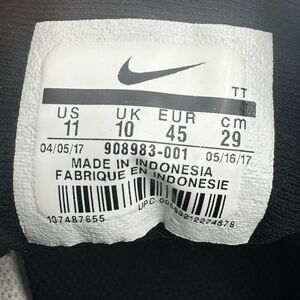 TT
US UK EUR cm
11 10 45 29
04/05/17 908983-001 05/16/17
MADE IN INDONESIA
FABRIQUE EN INDONESIE
107487655
UPC